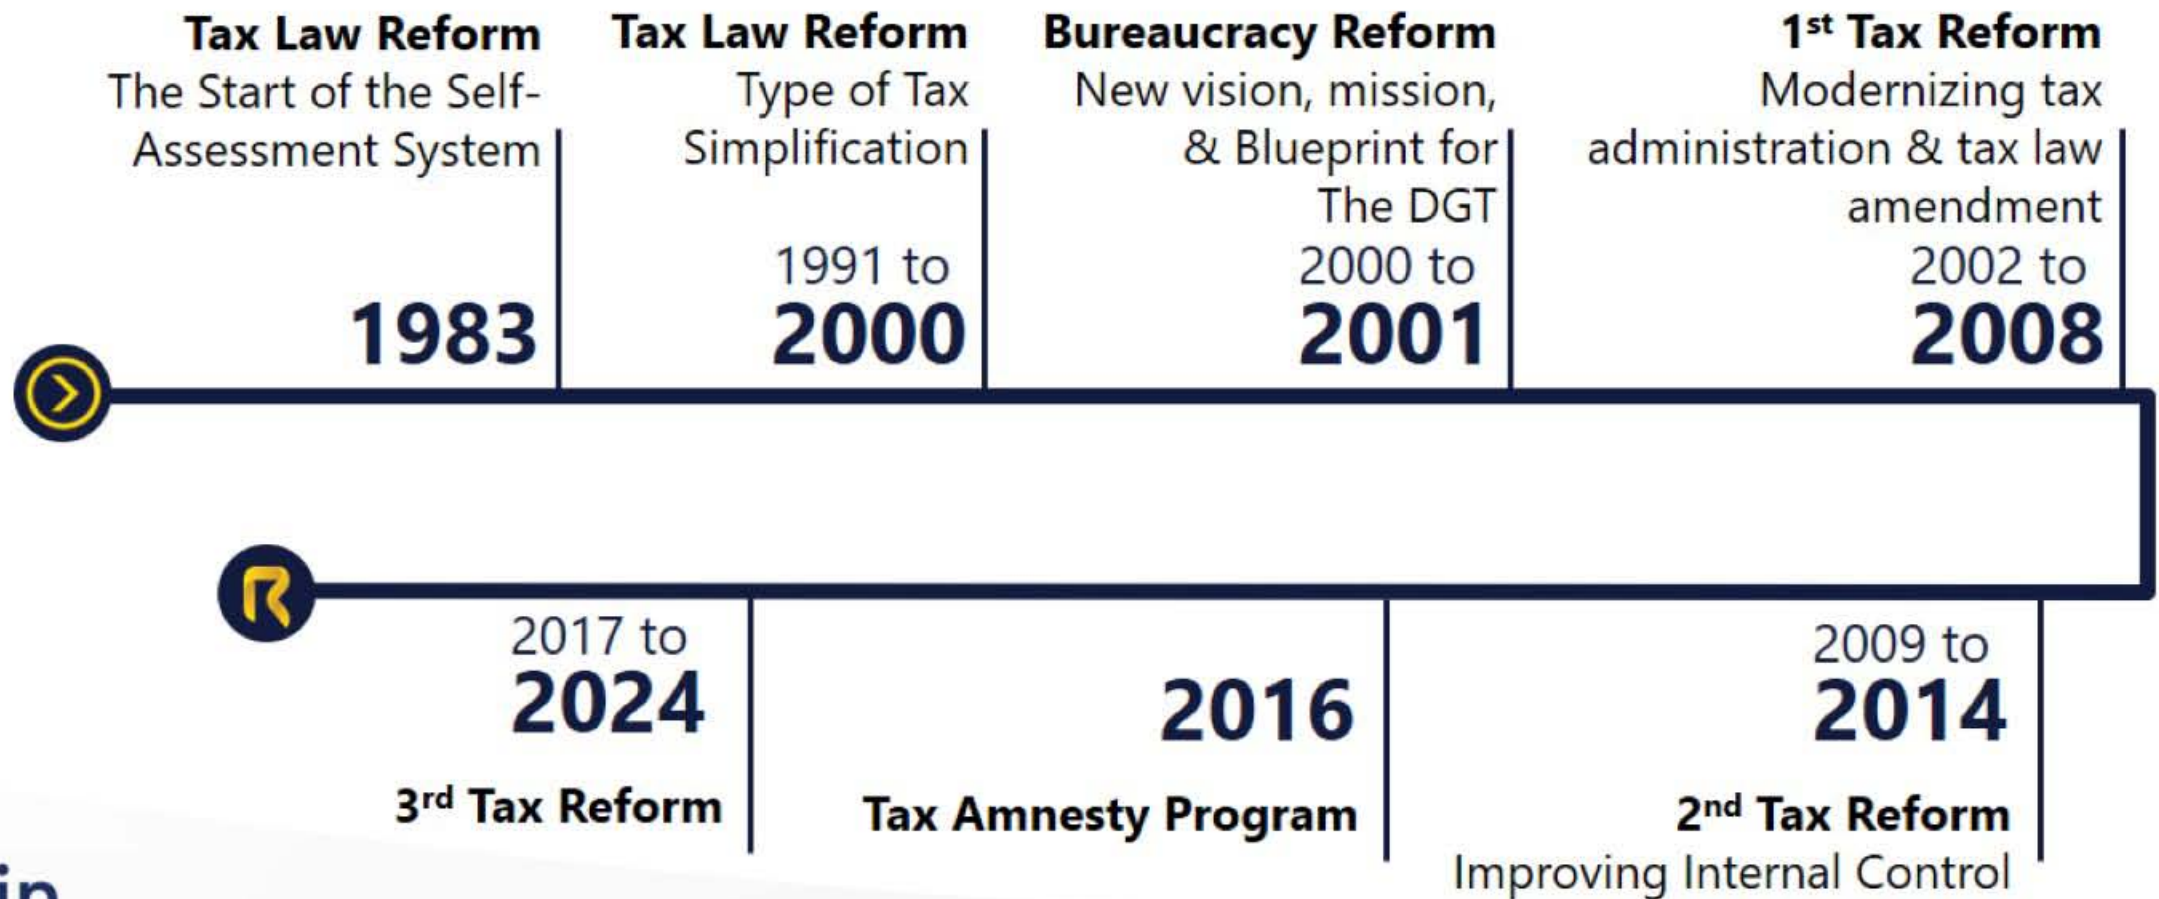 Tax Law Reform
The Start of the Self-
Assessment System
1983
Tax Law Reform
Type of Tax
Simplification
1991 to
2000
Bureaucracy Reform
New vision, mission,
& Blueprint for
The DGT
2000 to
2001
1st Tax Reform
Modernizing tax
administration & tax law
amendment
2002 to
2008
2009 to
2014
2nd Tax Reform
Improving Internal Control
2016
Tax Amnesty Program
2017 to
2024
3rd Tax Reform